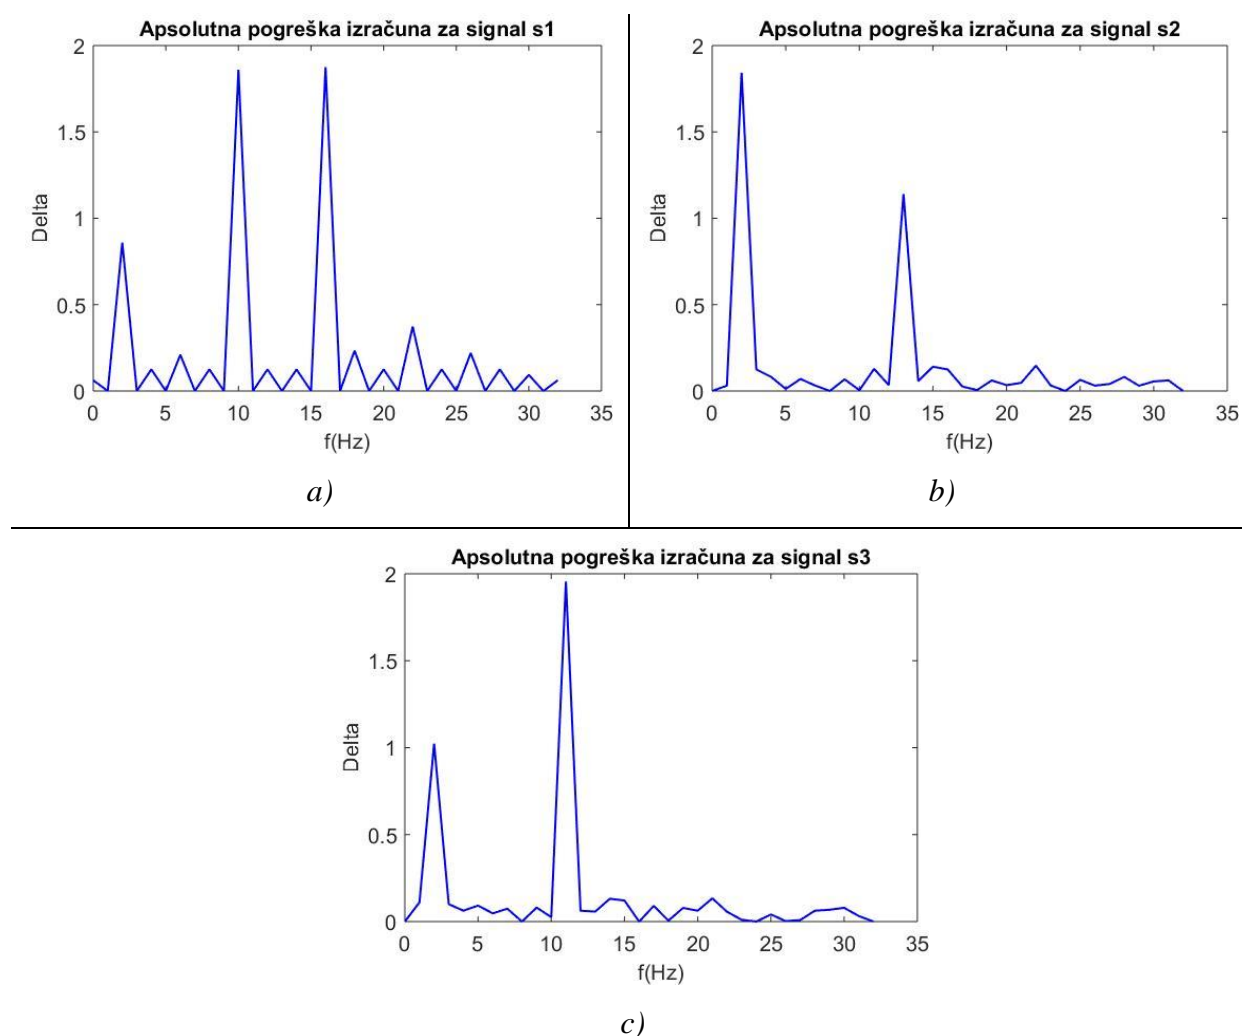 Apsolutna pogreška izračuna za signal s1
2
1.5
1
0.5
0
Delta
0 5 10 15 20 25 30 35
f(Hz)
a)
Apsolutna pogreška izračuna za signal s2
2
1.5
1
0.5
0
Delta
0 5 10 15 20 25 30 35
f(Hz)
b)
Apsolutna pogreška izračuna za signal s3
2
1.5
1
0.5
0
Delta
0 5 10 15 20 25 30 35
f(Hz)
c)